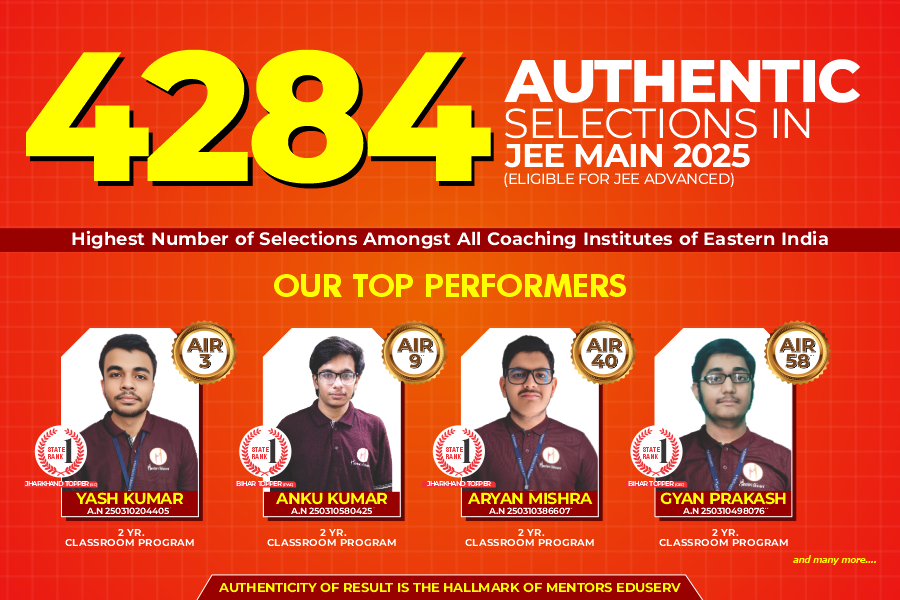 4284
AUTHENTIC
SELECTIONS IN
JEE MAIN 2025
(ELIGIBLE FOR JEE ADVANCED)
Highest Number of Selections Amongst All Coaching Institutes of Eastern India
OUR TOP PERFORMERS
AIR
3
STATE
RANK
1
JHARKHAND TOPPER
YASH KUMAR
A.N 250310204405
2 YR.
CLASSROOM PROGRAM
AIR
9
STATE
RANK
1
BIHAR TOPPER
ANKU KUMAR
A.N 250310580425
2 YR.
CLASSROOM PROGRAM
AIR
40
STATE
RANK
1
JHARKHAND TOPPER
ARYAN MISHRA
A.N 250310386607
2 YR.
CLASSROOM PROGRAM
AIR
58
STATE
RANK
1
BIHAR TOPPER
GYAN PRAKASH
A.N 250310498076
2 YR.
CLASSROOM PROGRAM
and many more....
AUTHENTICITY OF RESULT IS THE HALLMARK OF MENTORS EDUSERV